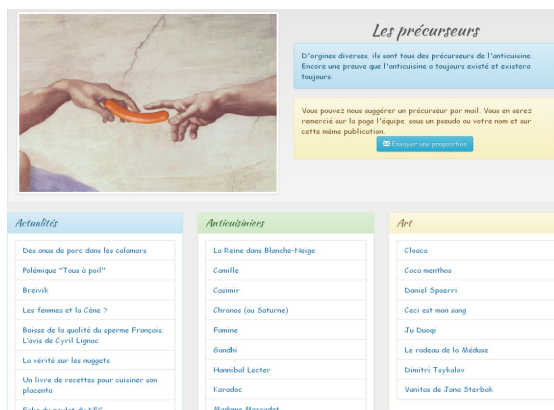 Les précurseurs
D'orgines diverses, ils sont tous des précurseurs de l'anticuisine.
Encore une preuve que l'anticuisine a toujours existé et existera
toujours.
Vous pouvez nous suggérer un précurseur par mail. Vous en serez
remercié sur la page l'équipe, sous un pseudo ou votre nom et sur
cette même publication.
Envoyer une proposition
Actualités
Des anus de porc dans les calamars
Polémique "Tous à poil"
Breivik
Les femmes et la Cène ?
Baisse de la qualité du sperme Français.
L'avis de Cyril Lignac
La vérité sur les nuggets
Un livre de recettes pour cuisiner son
placenta
Anticuisiniers
La Reine dans Blanche-Neige
Camille
Casimir
Chronos (ou Saturne)
Famine
Gandhi
Hannibal Lecter
Karadoc
Madame
Art
Cloaca
Coca menthos
Daniel Spoerri
Ceci est mon sang
Ju Duoqi
Le radeau de la Méduse
Dimitri Tsykalov
Vanitas de Jana Sterbak